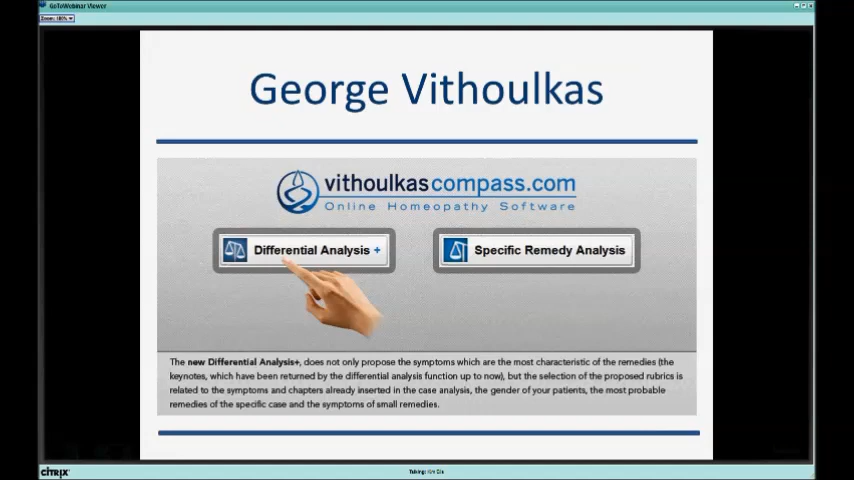 GoToWebinar Viewer
Zoom: 100%
George Vithoulkas
vithoulkascompass.com
Online Homeopathy Software
Differential Analysis +
Specific Remedy Analysis
The new Differential Analysis+, does not only propose the symptoms which are the most characteristic of the remedies (the
keynotes, which have been returned by the differential analysis function up to now), but the selection of the proposed rubrics is
related to the symptoms and chapters already inserted in the case analysis, the gender of your patients, the most probable
remedies of the specific case and the symptoms of small remedies.
CITRIX
Talking: